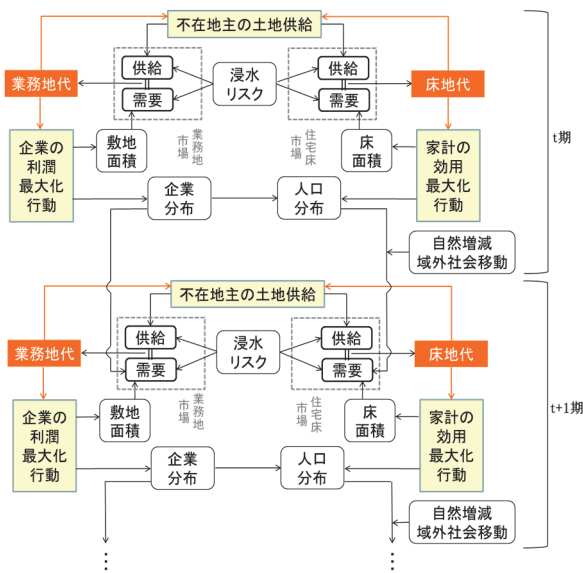 不在地主の土地供給
業務地代
供給
需要
浸水
リスク
供給
需要
床地代
企業の
利潤
最大化
行動
敷地
面積
業務地
市場
住宅床
市場
床
面積
家計の
効用
最大化
行動
t期
企業
分布
人口
分布
自然増減
域外社会移動
不在地主の土地供給
業務地代
供給
需要
浸水
リスク
供給
需要
床地代
企業の
利潤
最大化
行動
敷地
面積
業務地
市場
住宅床
市場
床
面積
家計の
効用
最大化
行動
t+1期
企業
分布
人口
分布
自然増減
域外社会移動
⋮
⋮